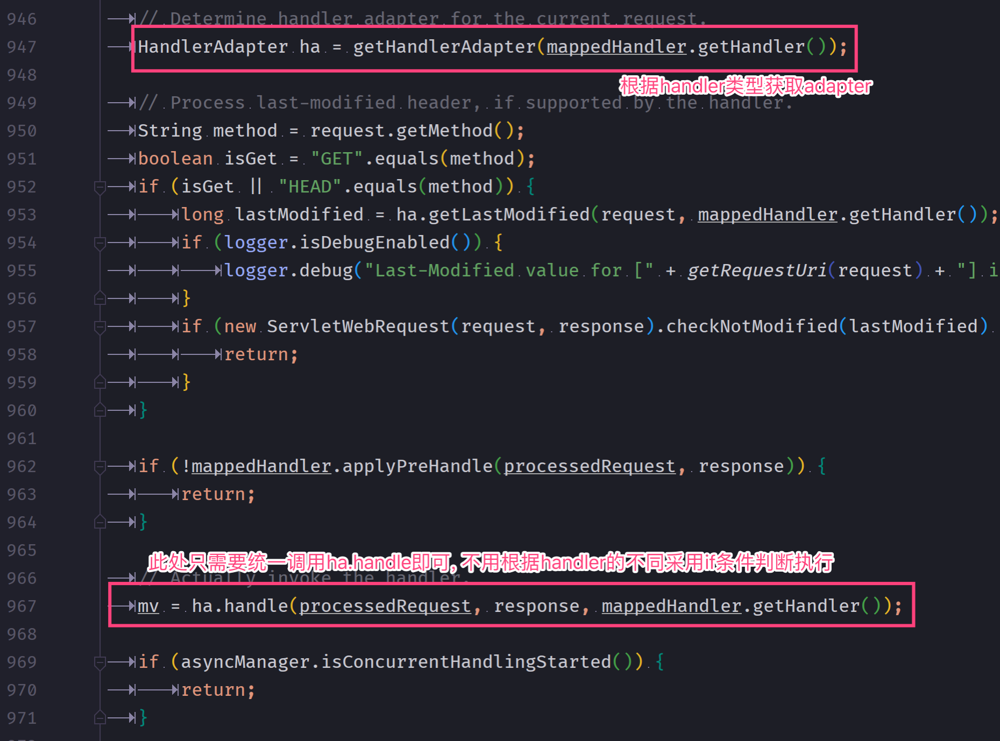 946 // Determine handler adapter for the current request.
947 HandlerAdapter ha = getHandlerAdapter(mappedHandler.getHandler());
948
根据handler类型获取adapter
949 // Process last-modified header, if supported by the handler.
950 String method = request.getMethod();
951 boolean isGet = "GET".equals(method);
952 if (isGet || "HEAD".equals(method)) {
953 long lastModified = ha.getLastModified(request, mappedHandler.getHandler());
954 if (logger.isDebugEnabled()) {
955 logger.debug("Last-Modified value for [" + getRequestUri(request) + "] i
956 }
957 if (new ServletWebRequest(request, response).checkNotModified(lastModified)
958 return;
959 }
960 }
961
962 if (!mappedHandler.applyPreHandle(processedRequest, response)) {
963 return;
964 }
965
此处只需要统一调用ha.handle即可, 不用根据handler的不同采用if条件判断执行
966 // Actually invoke the handler.
967 mv = ha.handle(processedRequest, response, mappedHandler.getHandler());
968
969 if (asyncManager.isConcurrentHandlingStarted()) {
970 return;
971 }